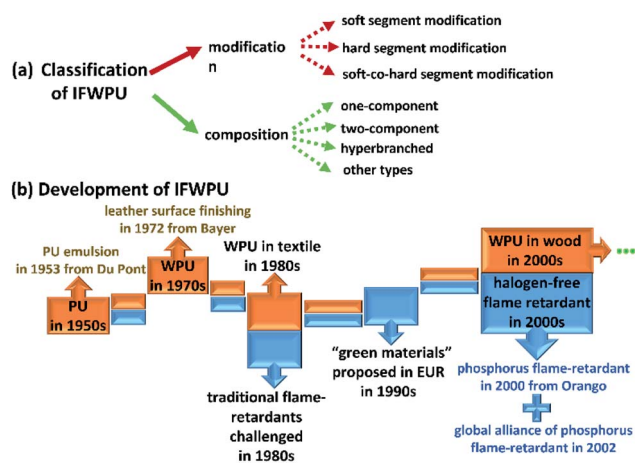 (a) Classification
of IFWPU
modificatio
n
soft segment modification
hard segment modification
soft-co-hard segment modification
composition
one-component
two-component
hyperbranched
other types
(b) Development of IFWPU
PU emulsion
in 1953 from Du Pont
PU
in 1950s
leather surface finishing
in 1972 from Bayer
WPU
in 1970s
WPU in textile
in 1980s
traditional flame-
retardants
challenged
in 1980s
“green materials”
proposed in EUR
in 1990s
WPU in wood
in 2000s
halogen-free
flame retardant
in 2000s
phosphorus flame-retardant
in 2000 from Orango
global alliance of phosphorus
flame-retardant in 2002